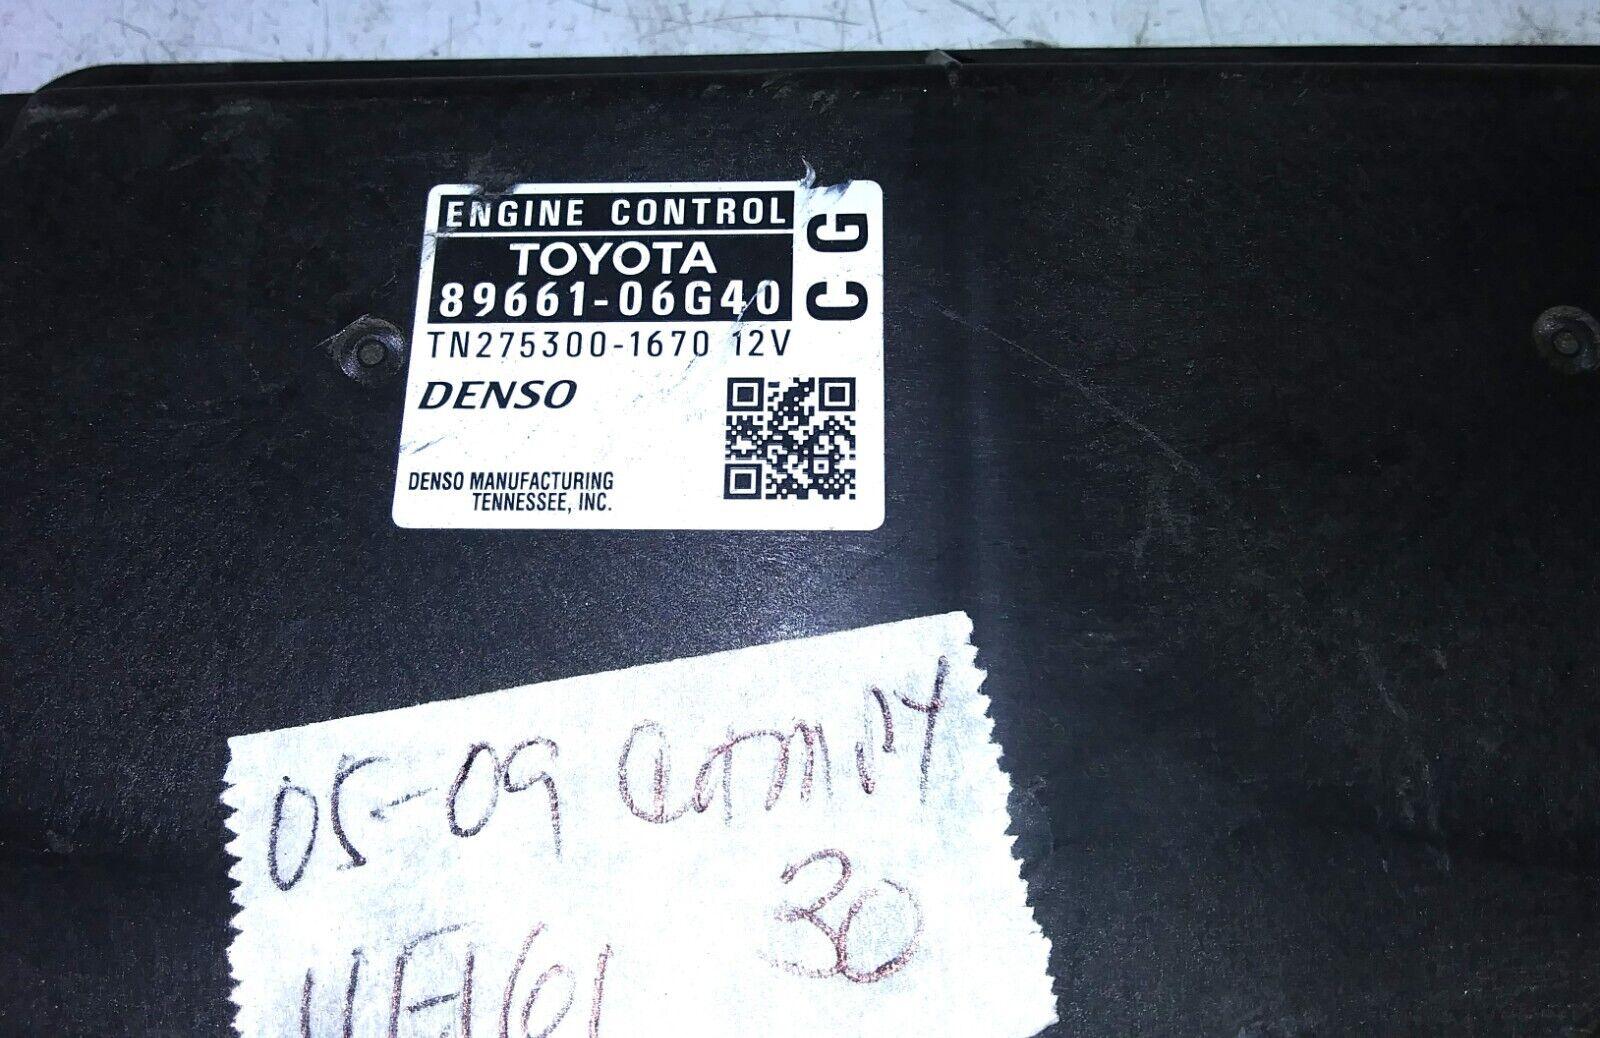 ENGINE CONTROL
TOYOTA
89661-06G40
CG
TN275300-1670 12V
DENSO
DENSO MANUFACTURING
TENNESSEE, INC.
05-09
30